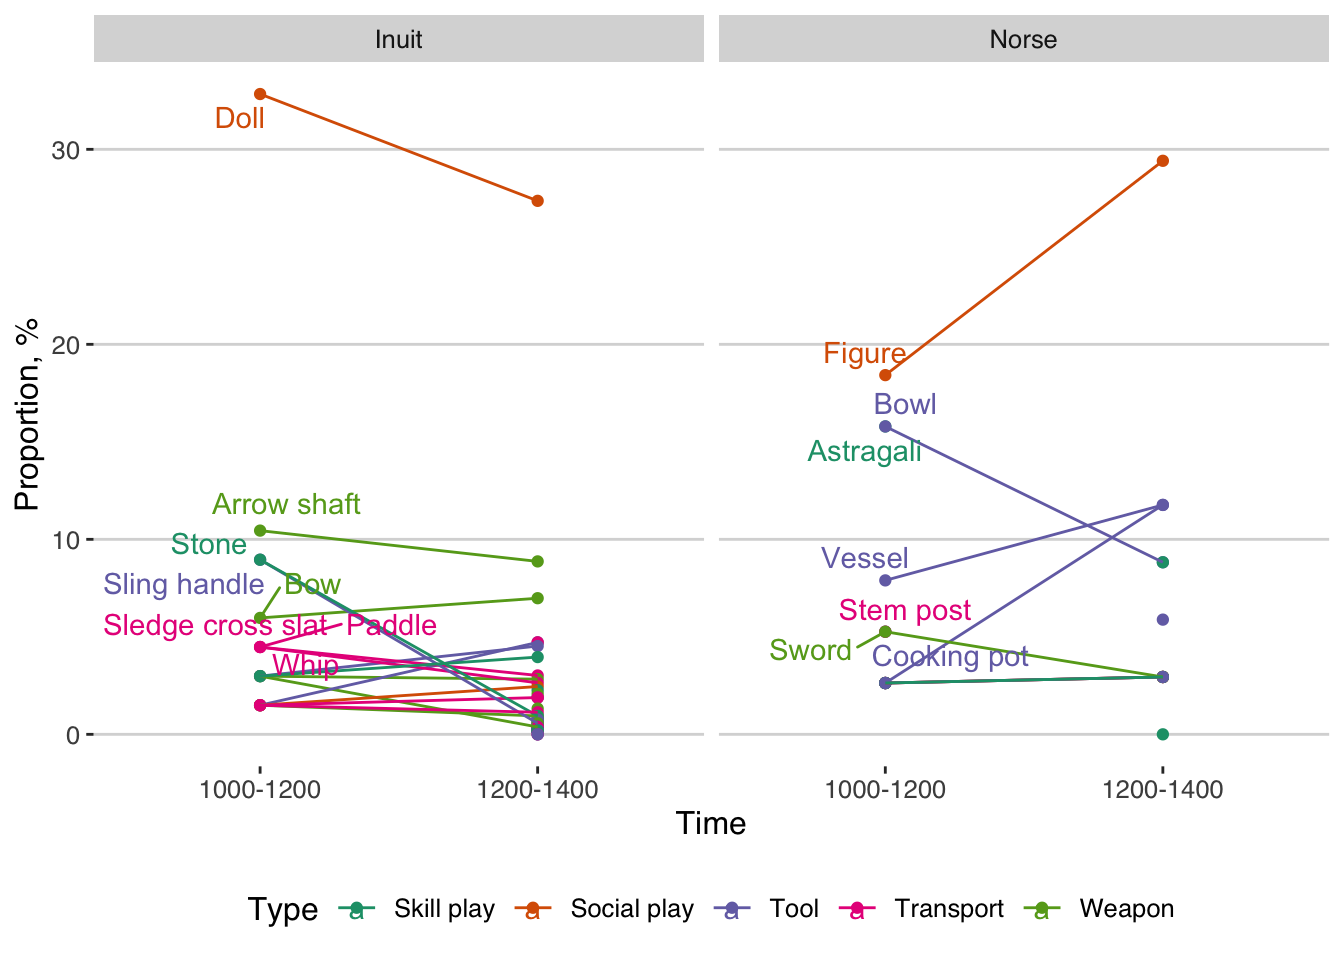 Inuit
Norse
Proportion, %
30
20
10
0
Doll
Arrow shaft
Stone
Sling handle
Bow
Sledge cross slat
Paddle
Whip
Figure
Bowl
Astragali
Vessel
Stem post
Sword
Cooking pot
1000-1200
1200-1400
1000-1200
1200-1400
Time
Type
a Skill play
a Social play
a Tool
a Transport
a Weapon